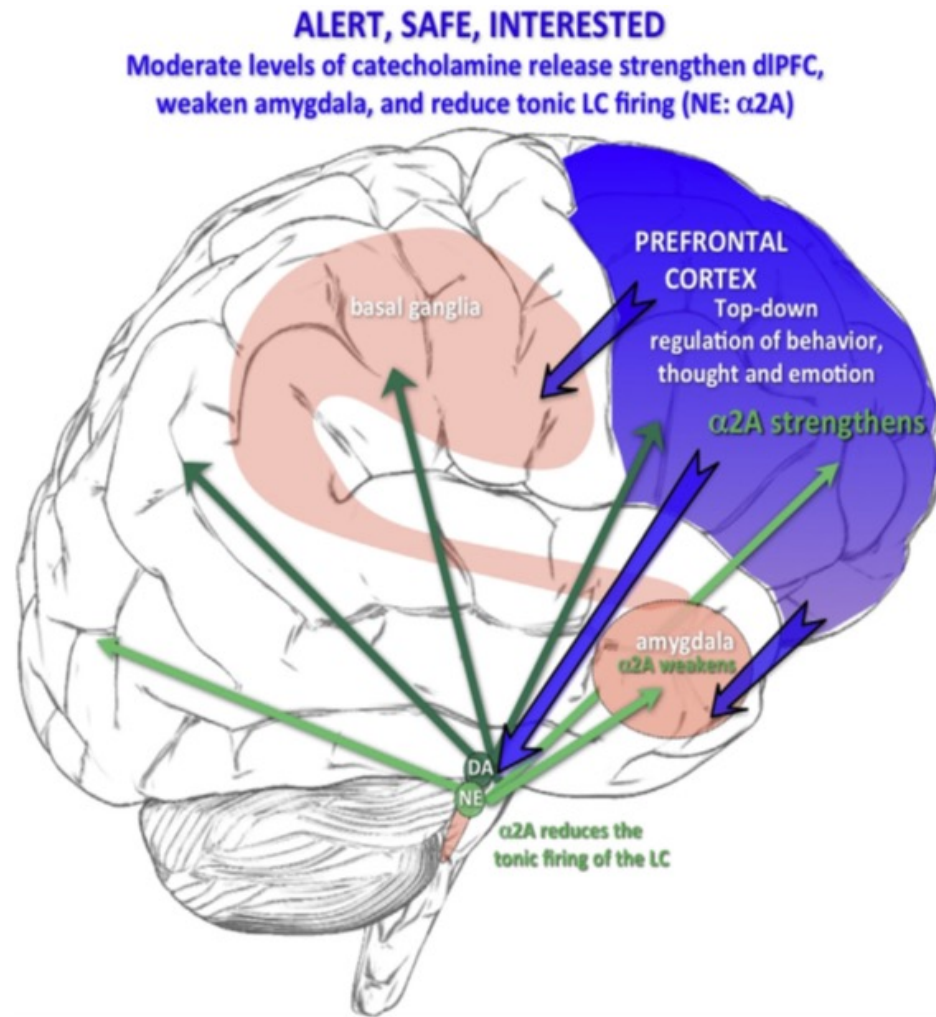 ALERT, SAFE, INTERESTED
Moderate levels of catecholamine release strengthen dlPFC,
weaken amygdala, and reduce tonic LC firing (NE: α2A)
PREFRONTAL
CORTEX
Top-down
regulation of behavior,
thought and emotion
α2A strengthens
basal ganglia
amygdala
α2A weakens
DA
NE
α2A reduces the
tonic firing of the LC